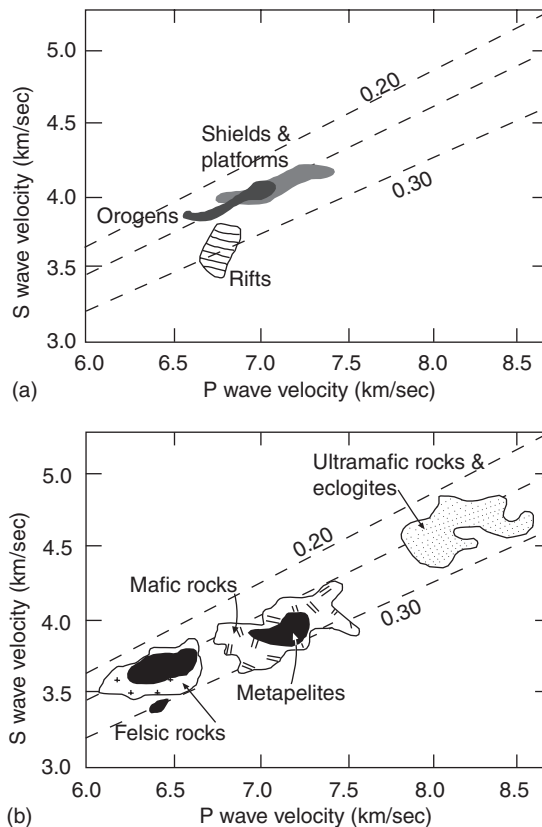 5.0
4.5
4.0
3.5
3.0
S wave velocity (km/sec)
0.20
Shields &
platforms
0.30
Orogens
Rifts
6.0 6.5 7.0 7.5 8.0 8.5
(a) P wave velocity (km/sec)
5.0
4.5
4.0
3.5
3.0
S wave velocity (km/sec)
Ultramafic rocks &
eclogites
0.20
Mafic rocks
0.30
Metapelites
Felsic rocks
6.0 6.5 7.0 7.5 8.0 8.5
(b) P wave velocity (km/sec)